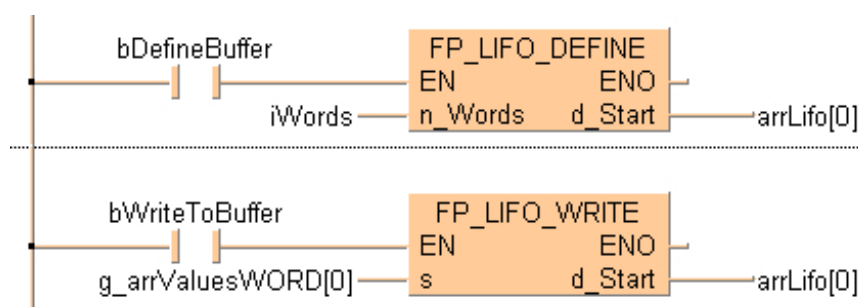 bDefineBuffer FP_LIFO_DEFINE
EN ENO
iWords n_Words d_Start arrLifo[0]
bWriteToBuffer FP_LIFO_WRITE
EN ENO
g_arrValuesWORD[0] s d_Start arrLifo[0]